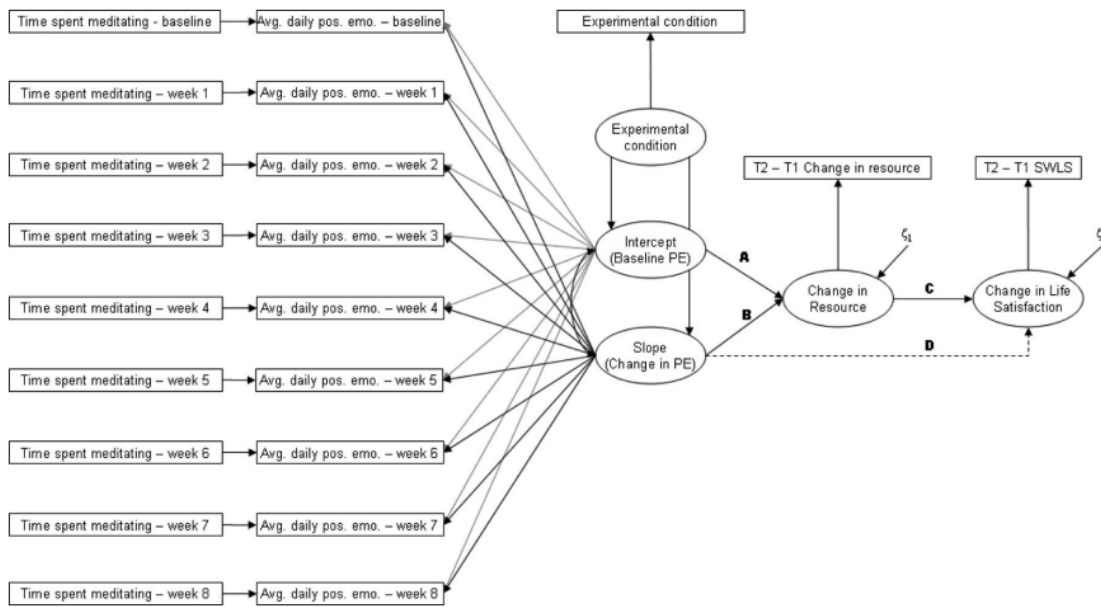 Time spent meditating - baseline
Avg. daily pos. emo. – baseline
Experimental condition
Time spent meditating – week 1
Avg. daily pos. emo. – week 1
Experimental
condition
Time spent meditating – week 2
Avg. daily pos. emo. – week 2
T2 – T1 Change in resource
T2 – T1 SWLS
Time spent meditating – week 3
Avg. daily pos. emo. – week 3
Intercept
(Baseline PE)
A
ζ1
ζ
Time spent meditating – week 4
Avg. daily pos. emo. – week 4
B
Change in
Resource
C
Change in Life
Satisfaction
Slope
(Change in PE)
D
Time spent meditating – week 5
Avg. daily pos. emo. – week 5
Time spent meditating – week 6
Avg. daily pos. emo. – week 6
Time spent meditating – week 7
Avg. daily pos. emo. – week 7
Time spent meditating – week 8
Avg. daily pos. emo. – week 8